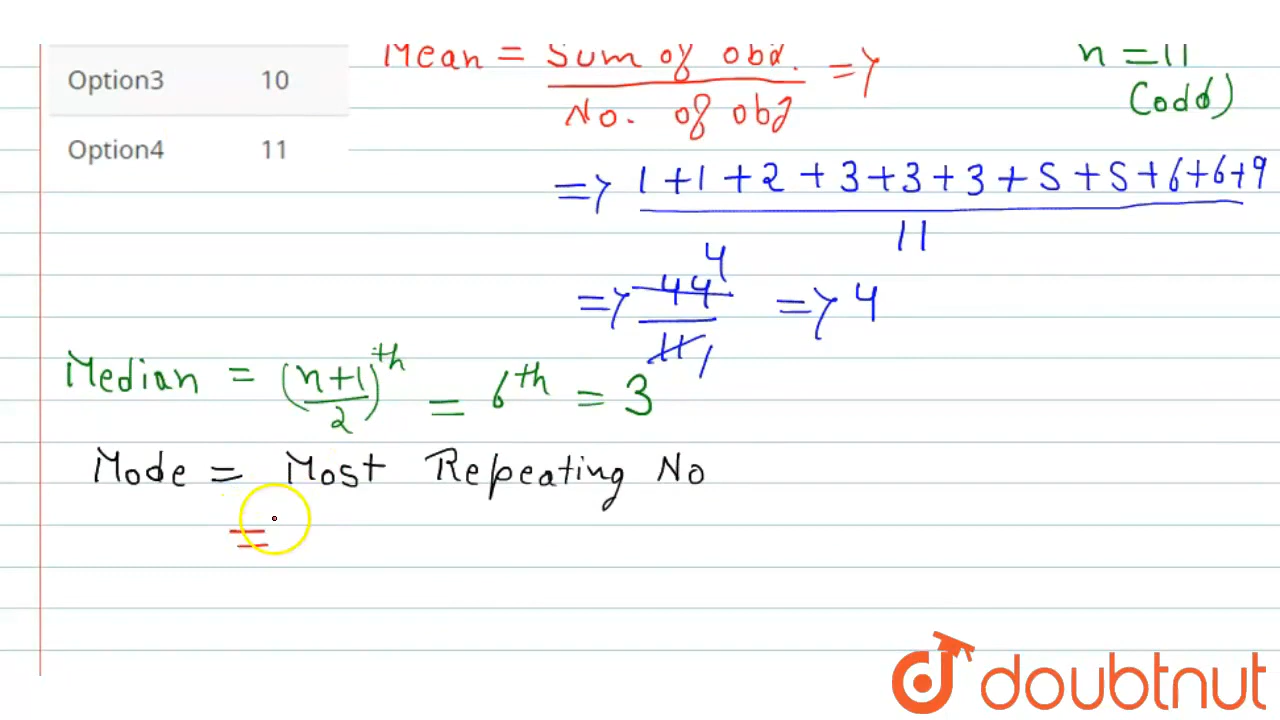 Mean = Sum of obs. / No. of obs => n = 11
Option3 10 (odd)
Option4 11
=> 1+1+2+3+3+3+5+5+6+6+9 / 11
=> 44 4 / 11 1 => 4
Median = (n+1 / 2)th = 6th = 3
Mode = Most Repeating No
=
doubtnut